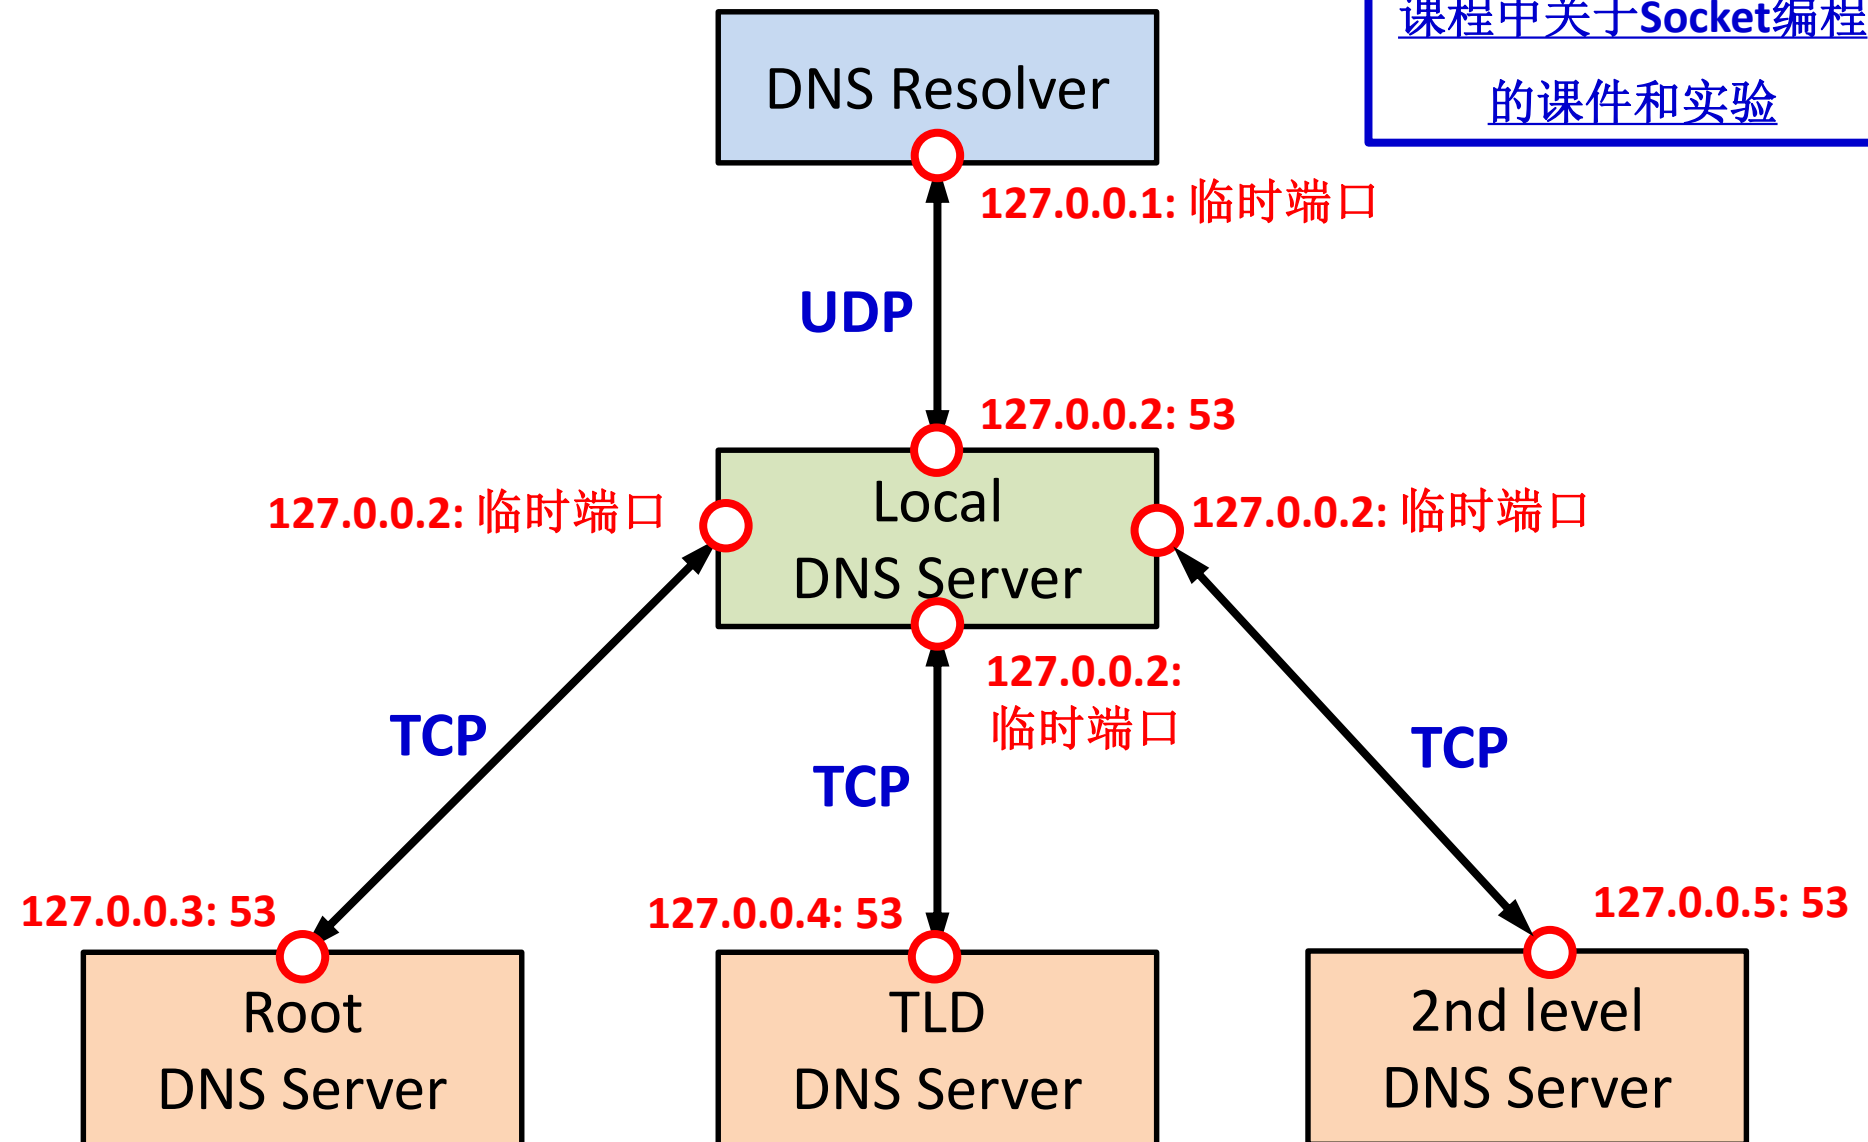 课程中关于Socket编程
的课件和实验
DNS Resolver
127.0.0.1: 临时端口
UDP
127.0.0.2: 53
Local
DNS Server
127.0.0.2: 临时端口
127.0.0.2: 临时端口
127.0.0.2:
临时端口
TCP
TCP
TCP
127.0.0.3: 53
127.0.0.4: 53
127.0.0.5: 53
Root
DNS Server
TLD
DNS Server
2nd level
DNS Server